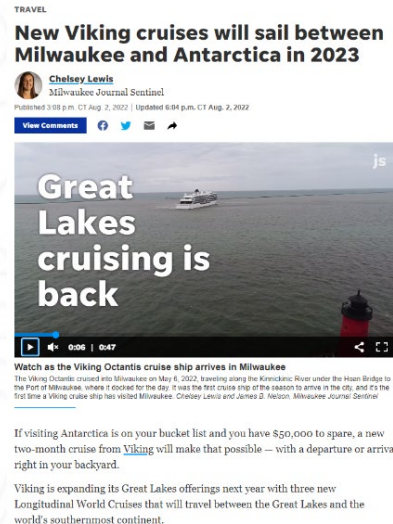 TRAVEL
New Viking cruises will sail between
Milwaukee and Antarctica in 2023
Chelsey Lewis
Milwaukee Journal Sentinel
Published 3:08 p.m. CT Aug. 2, 2022 | Updated 6:04 p.m. CT Aug. 2, 2022
View Comments
js
Great
Lakes
cruising is
back
0:06 | 0:47
Watch as the Viking Octantis cruise ship arrives in Milwaukee
The Viking Octantis cruised into Milwaukee on May 6, 2022, traveling along the Kinnickinnic River under the Hoan Bridge to
the Port of Milwaukee, where it docked for the day. It was the first cruise ship of the season to arrive in the city, and it's the
first time a Viking cruise ship has visited Milwaukee. Chelsey Lewis and James B. Nelson, Milwaukee Journal Sentinel
If visiting Antarctica is on your bucket list and you have $50,000 to spare, a new
two-month cruise from Viking will make that possible — with a departure or arriva
right in your backyard.
Viking is expanding its Great Lakes offerings next year with three new
Longitudinal World Cruises that will travel between the Great Lakes and the
world's southernmost continent.